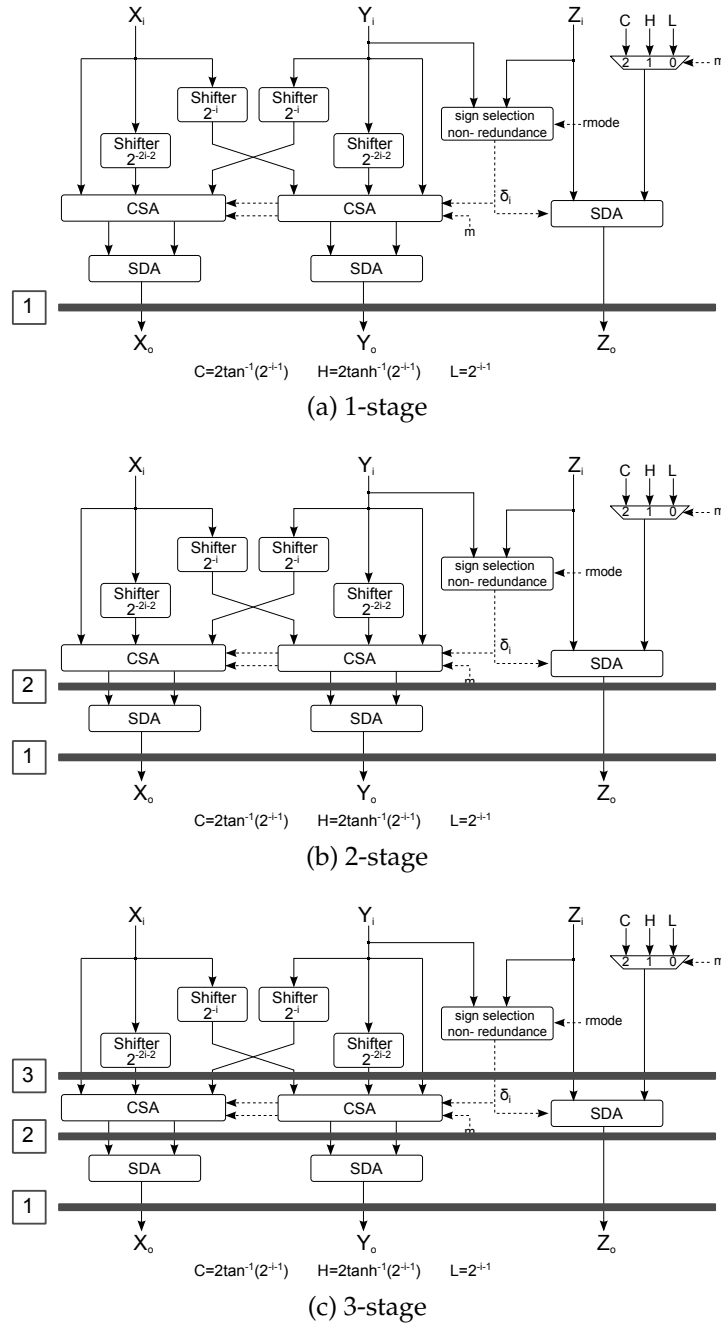 Xᵢ Yᵢ Zᵢ C H L
2 1 0 m
Shifter 2⁻ⁱ Shifter 2⁻ⁱ
sign selection non- redundance rmode
Shifter 2⁻²ⁱ⁻² Shifter 2⁻²ⁱ⁻²
CSA CSA δᵢ SDA
m
SDA SDA
1
Xₒ Yₒ Zₒ
C=2tan⁻¹(2⁻ⁱ⁻¹) H=2tanh⁻¹(2⁻ⁱ⁻¹) L=2⁻ⁱ⁻¹
(a) 1-stage
Xᵢ Yᵢ Zᵢ C H L
2 1 0 m
Shifter 2⁻ⁱ Shifter 2⁻ⁱ
sign selection non- redundance rmode
Shifter 2⁻²ⁱ⁻² Shifter 2⁻²ⁱ⁻²
CSA CSA δᵢ SDA
m
2
SDA SDA
1
Xₒ Yₒ Zₒ
C=2tan⁻¹(2⁻ⁱ⁻¹) H=2tanh⁻¹(2⁻ⁱ⁻¹) L=2⁻ⁱ⁻¹
(b) 2-stage
Xᵢ Yᵢ Zᵢ C H L
2 1 0 m
Shifter 2⁻ⁱ Shifter 2⁻ⁱ
sign selection non- redundance rmode
Shifter 2⁻²ⁱ⁻² Shifter 2⁻²ⁱ⁻²
3
CSA CSA δᵢ SDA
m
2
SDA SDA
1
Xₒ Yₒ Zₒ
C=2tan⁻¹(2⁻ⁱ⁻¹) H=2tanh⁻¹(2⁻ⁱ⁻¹) L=2⁻ⁱ⁻¹
(c) 3-stage